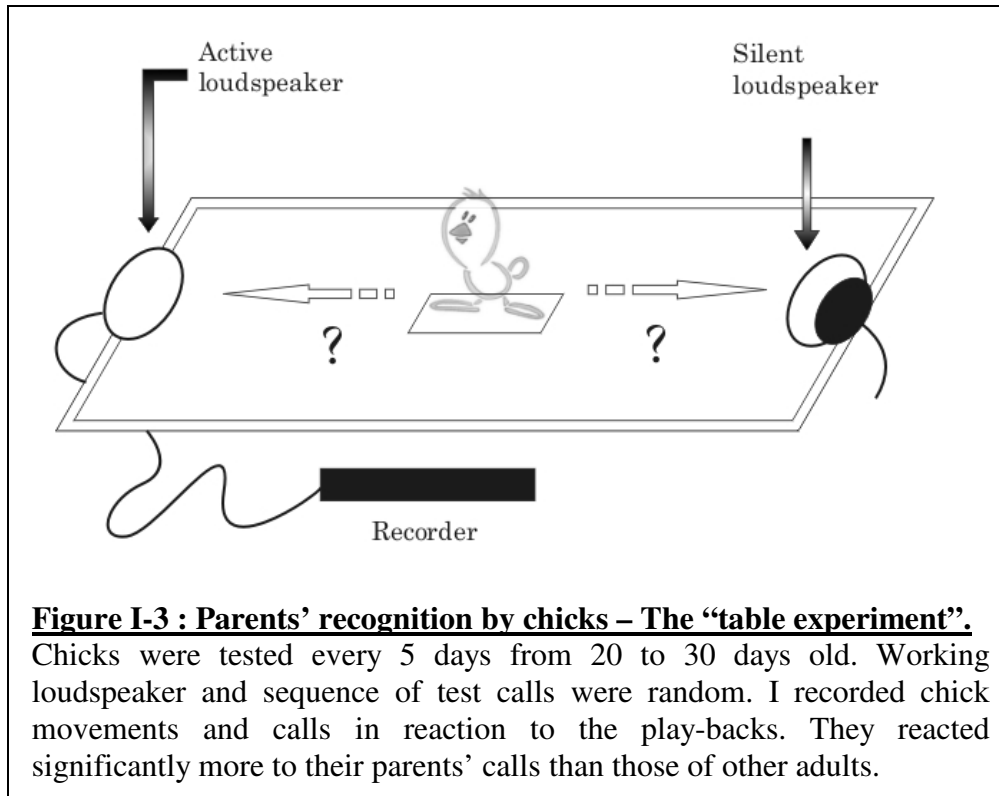 Active
loudspeaker
Silent
loudspeaker
?
?
Recorder
Figure I-3 : Parents’ recognition by chicks – The “table experiment”.
Chicks were tested every 5 days from 20 to 30 days old. Working
loudspeaker and sequence of test calls were random. I recorded chick
movements and calls in reaction to the play-backs. They reacted
significantly more to their parents’ calls than those of other adults.